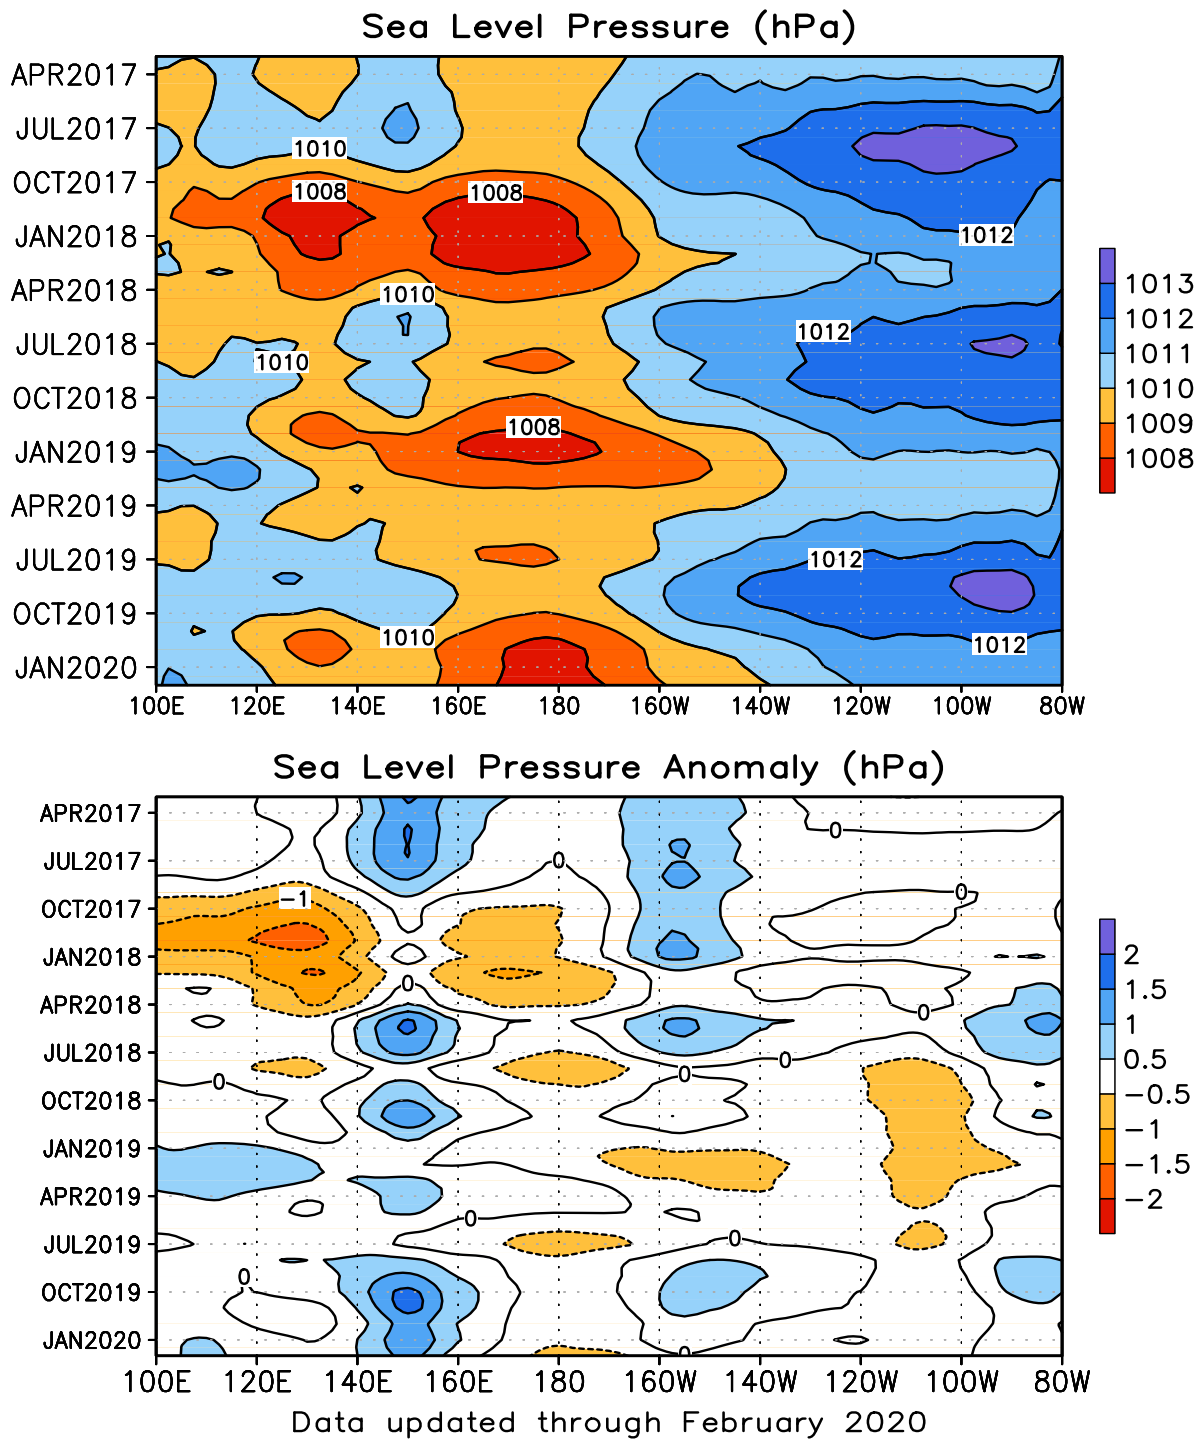 Sea Level Pressure (hPa)
APR2017
JUL2017
OCT2017
JAN2018
APR2018
JUL2018
OCT2018
JAN2019
APR2019
JUL2019
OCT2019
JAN2020
1010
1008
1008
1012
1010
1012
1010
1008
1012
1010
1012
100E 120E 140E 160E 180 160W 140W 120W 100W 80W
1013
1012
1011
1010
1009
1008
Sea Level Pressure Anomaly (hPa)
APR2017
JUL2017
OCT2017
JAN2018
APR2018
JUL2018
OCT2018
JAN2019
APR2019
JUL2019
OCT2019
JAN2020
0
0
0
-1
0
0
0
0
0
0
0
0
0
100E 120E 140E 160E 180 160W 140W 120W 100W 80W
2
1.5
1
0.5
-0.5
-1
-1.5
-2
Data updated through February 2020